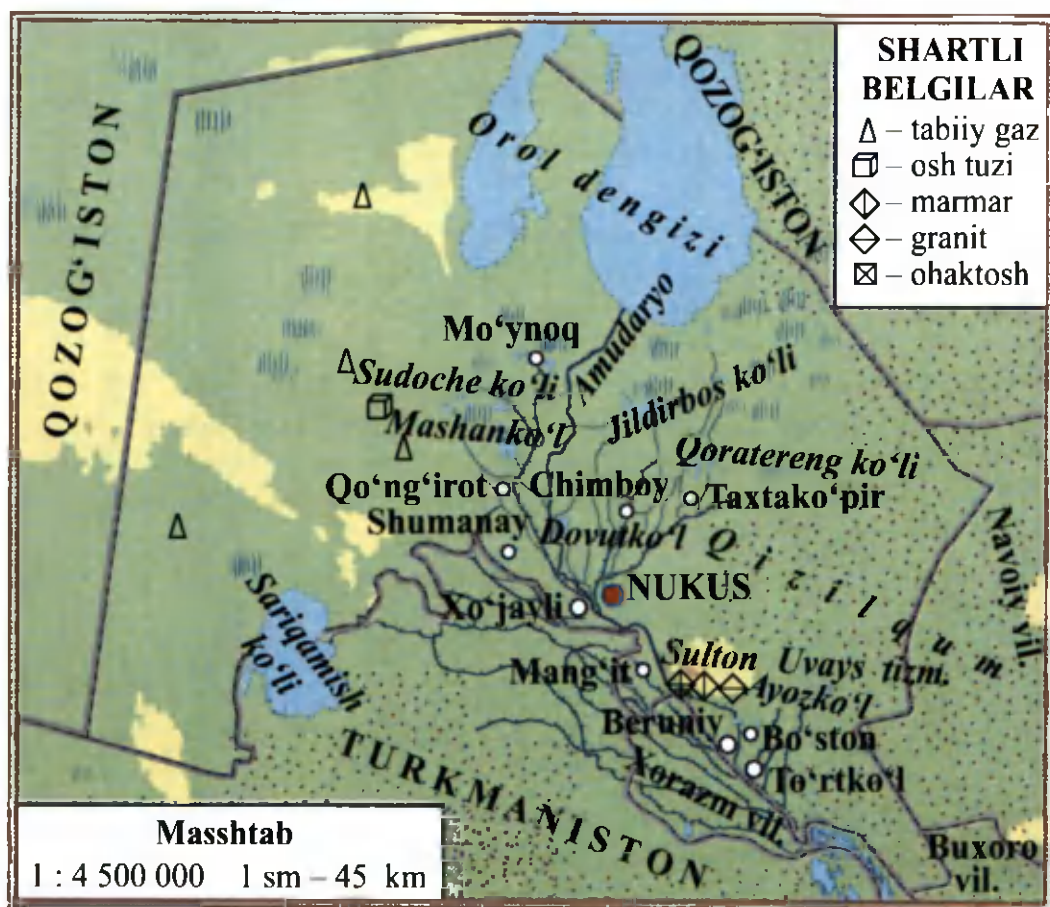 SHARTLI
BELGILAR
– tabiiy gaz
– osh tuzi
– marmar
– granit
– ohaktosh
QOZOG‘ISTON
QOZOG‘ISTON
Orol dengizi
Mo‘ynoq
Amudaryo
Sudoche ko‘li
Jildirbos ko‘li
Mashanko‘l
Qoratereng ko‘li
Qo‘ng‘irot
Chimboy
Taxtako‘pir
Shumanay
Dovutko‘l
Qizilqum
Navoiy vil.
NUKUS
Xo‘jayli
Sariqamish
ko‘li
Mang‘it
Sulton Uvays tizm.
Ayozko‘l
Beruniy
Bo‘ston
To‘rtko‘l
TURKMANISTON
Xorazm vil.
Buxoro
vil.
Masshtab
1 : 4 500 000 1 sm – 45 km